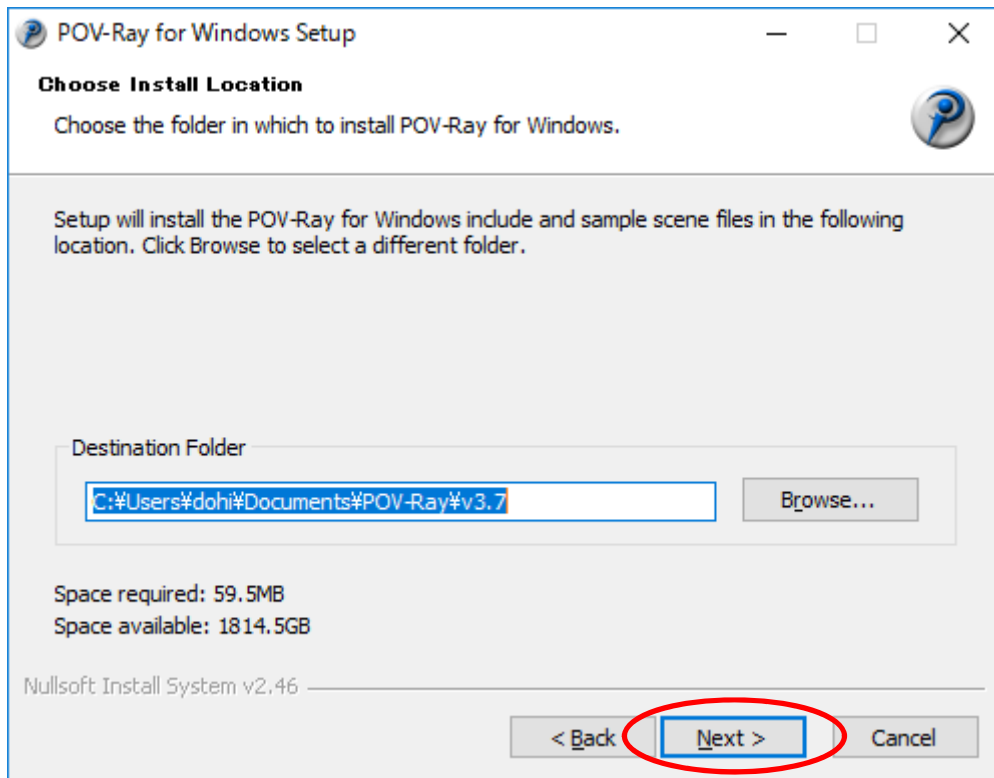 POV-Ray for Windows Setup
Choose Install Location
Choose the folder in which to install POV-Ray for Windows.
Setup will install the POV-Ray for Windows include and sample scene files in the following
location. Click Browse to select a different folder.
Destination Folder
C:¥Users¥dohi¥Documents¥POV-Ray¥v3.7
Browse...
Space required: 59.5MB
Space available: 1814.5GB
Nullsoft Install System v2.46
< Back
Next >
Cancel